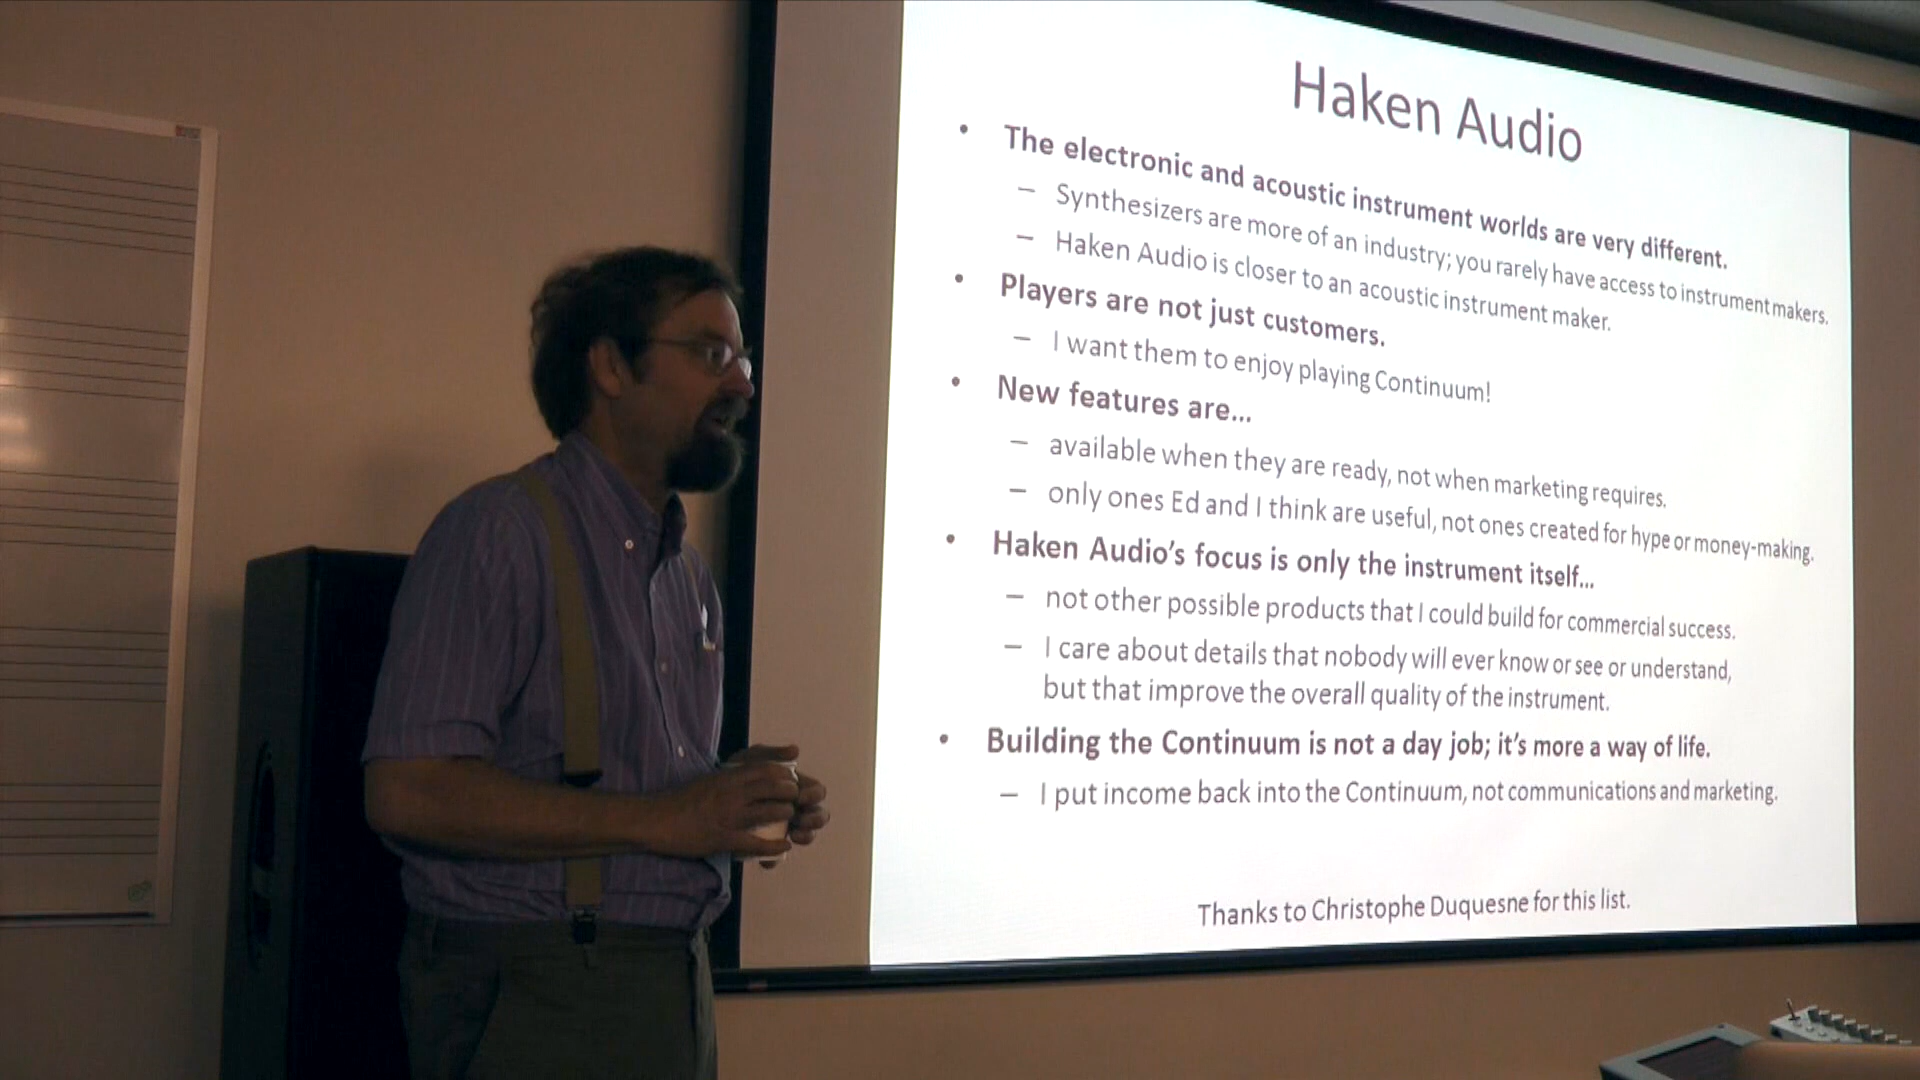 Haken Audio
• The electronic and acoustic instrument worlds are very different.
– Synthesizers are more of an industry; you rarely have access to instrument makers.
– Haken Audio is closer to an acoustic instrument maker.
• Players are not just customers.
– I want them to enjoy playing Continuum!
• New features are...
– available when they are ready, not when marketing requires.
– only ones Ed and I think are useful, not ones created for hype or money-making.
• Haken Audio's focus is only the instrument itself...
– not other possible products that I could build for commercial success.
– I care about details that nobody will ever know or see or understand,
but that improve the overall quality of the instrument.
• Building the Continuum is not a day job; it's more a way of life.
– I put income back into the Continuum, not communications and marketing.
Thanks to Christophe Duquesne for this list.